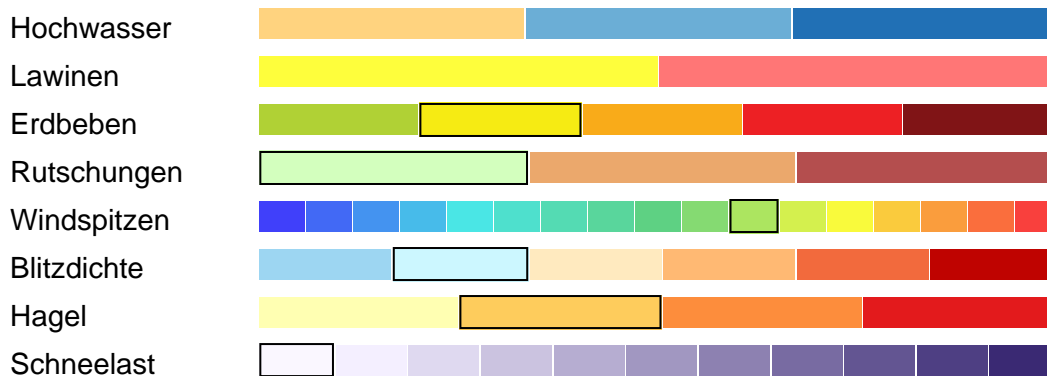 Hochwasser
Lawinen
Erdbeben
Rutschungen
Windspitzen
Blitzdichte
Hagel
Schneelast